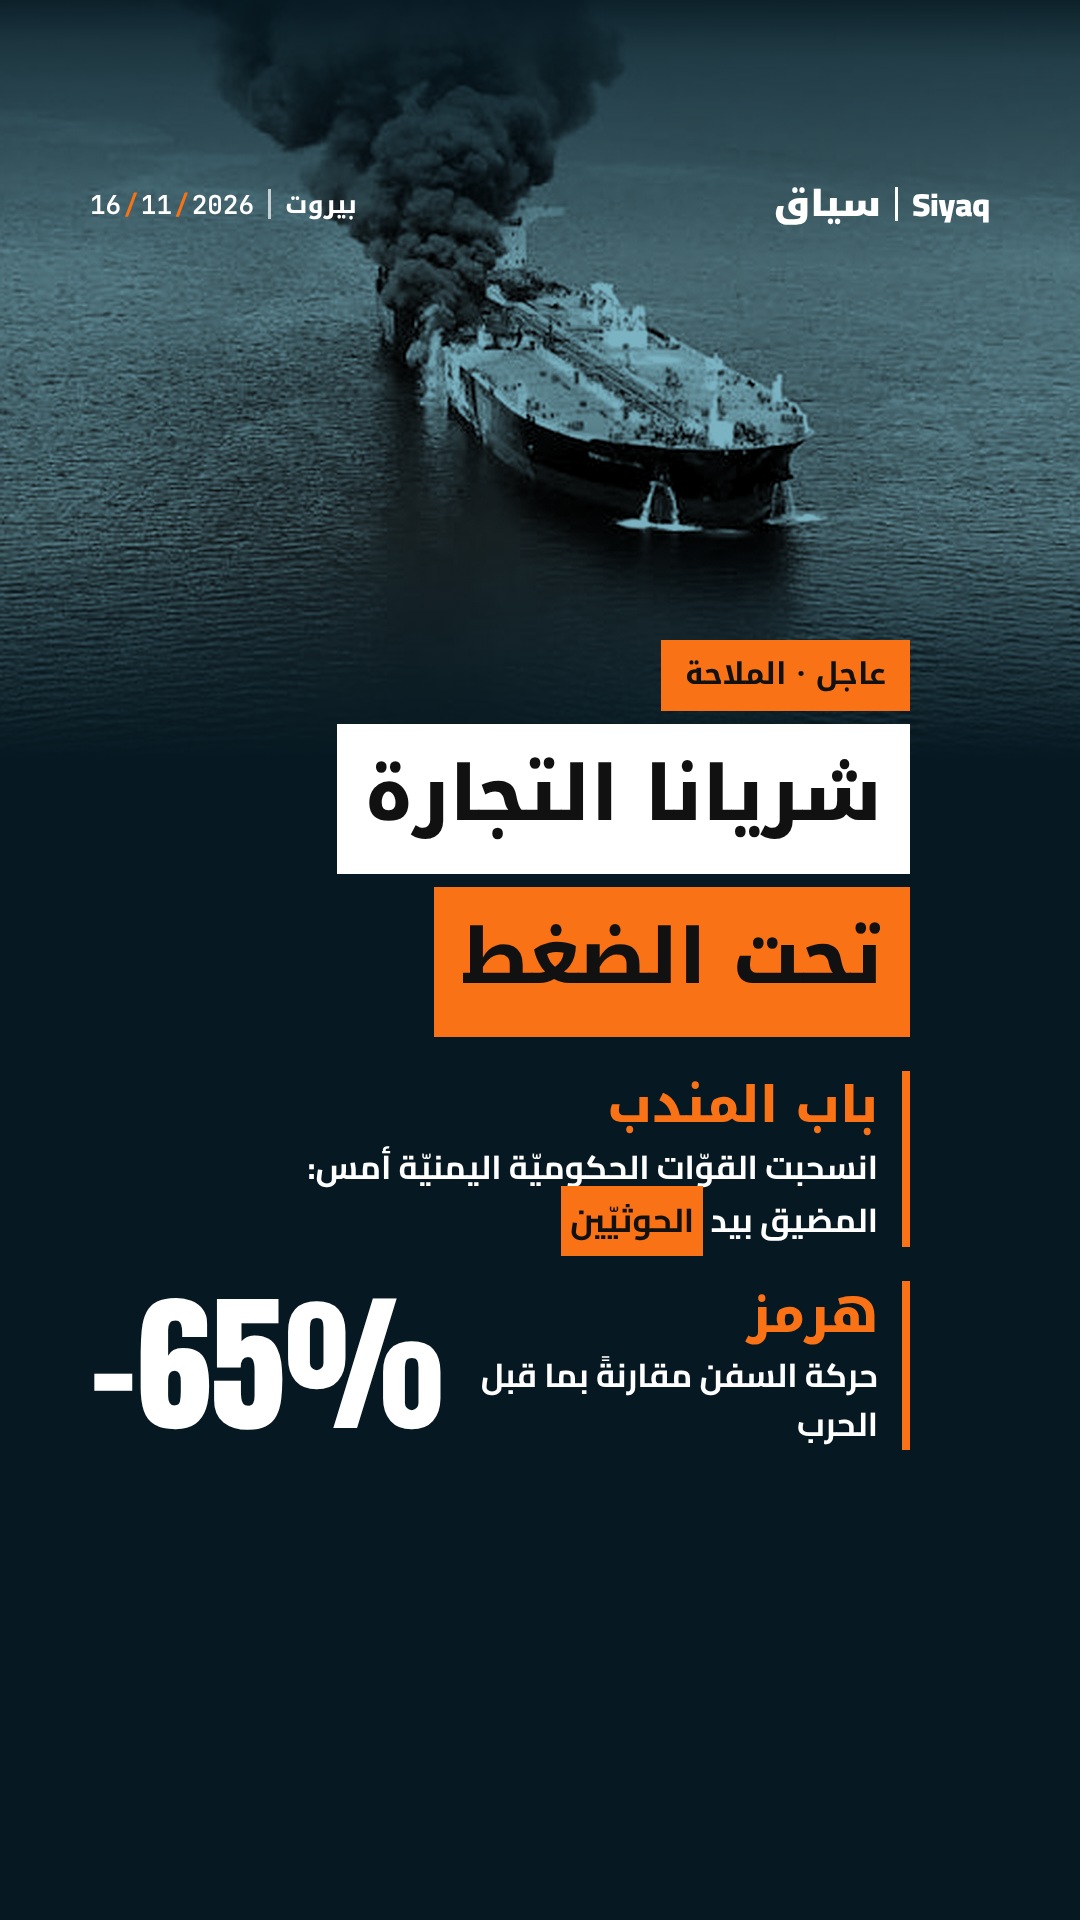 سياق | Siyaq
بيروت | 16/11/2026
عاجل · الملاحة
شريانا التجارة
تحت الضغط
باب المندب
انسحبت القوّات الحكوميّة اليمنيّة أمس:
المضيق بيد الحوثيّين
هرمز
حركة السفن مقارنةً بما قبل
الحرب
-65%